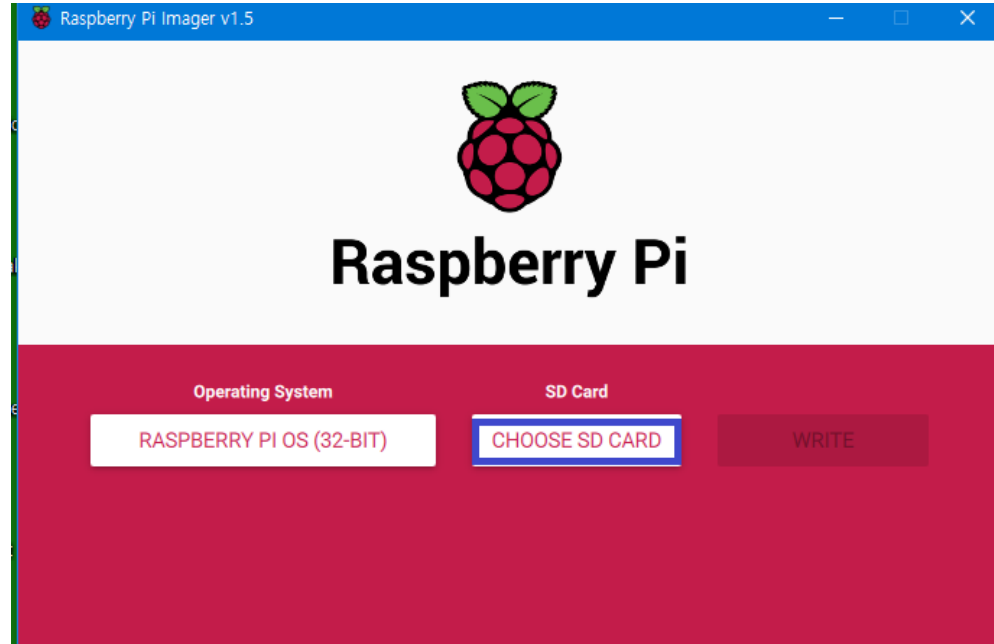 Raspberry Pi Imager v1.5
Raspberry Pi
Operating System
SD Card
RASPBERRY PI OS (32-BIT)
CHOOSE SD CARD
WRITE